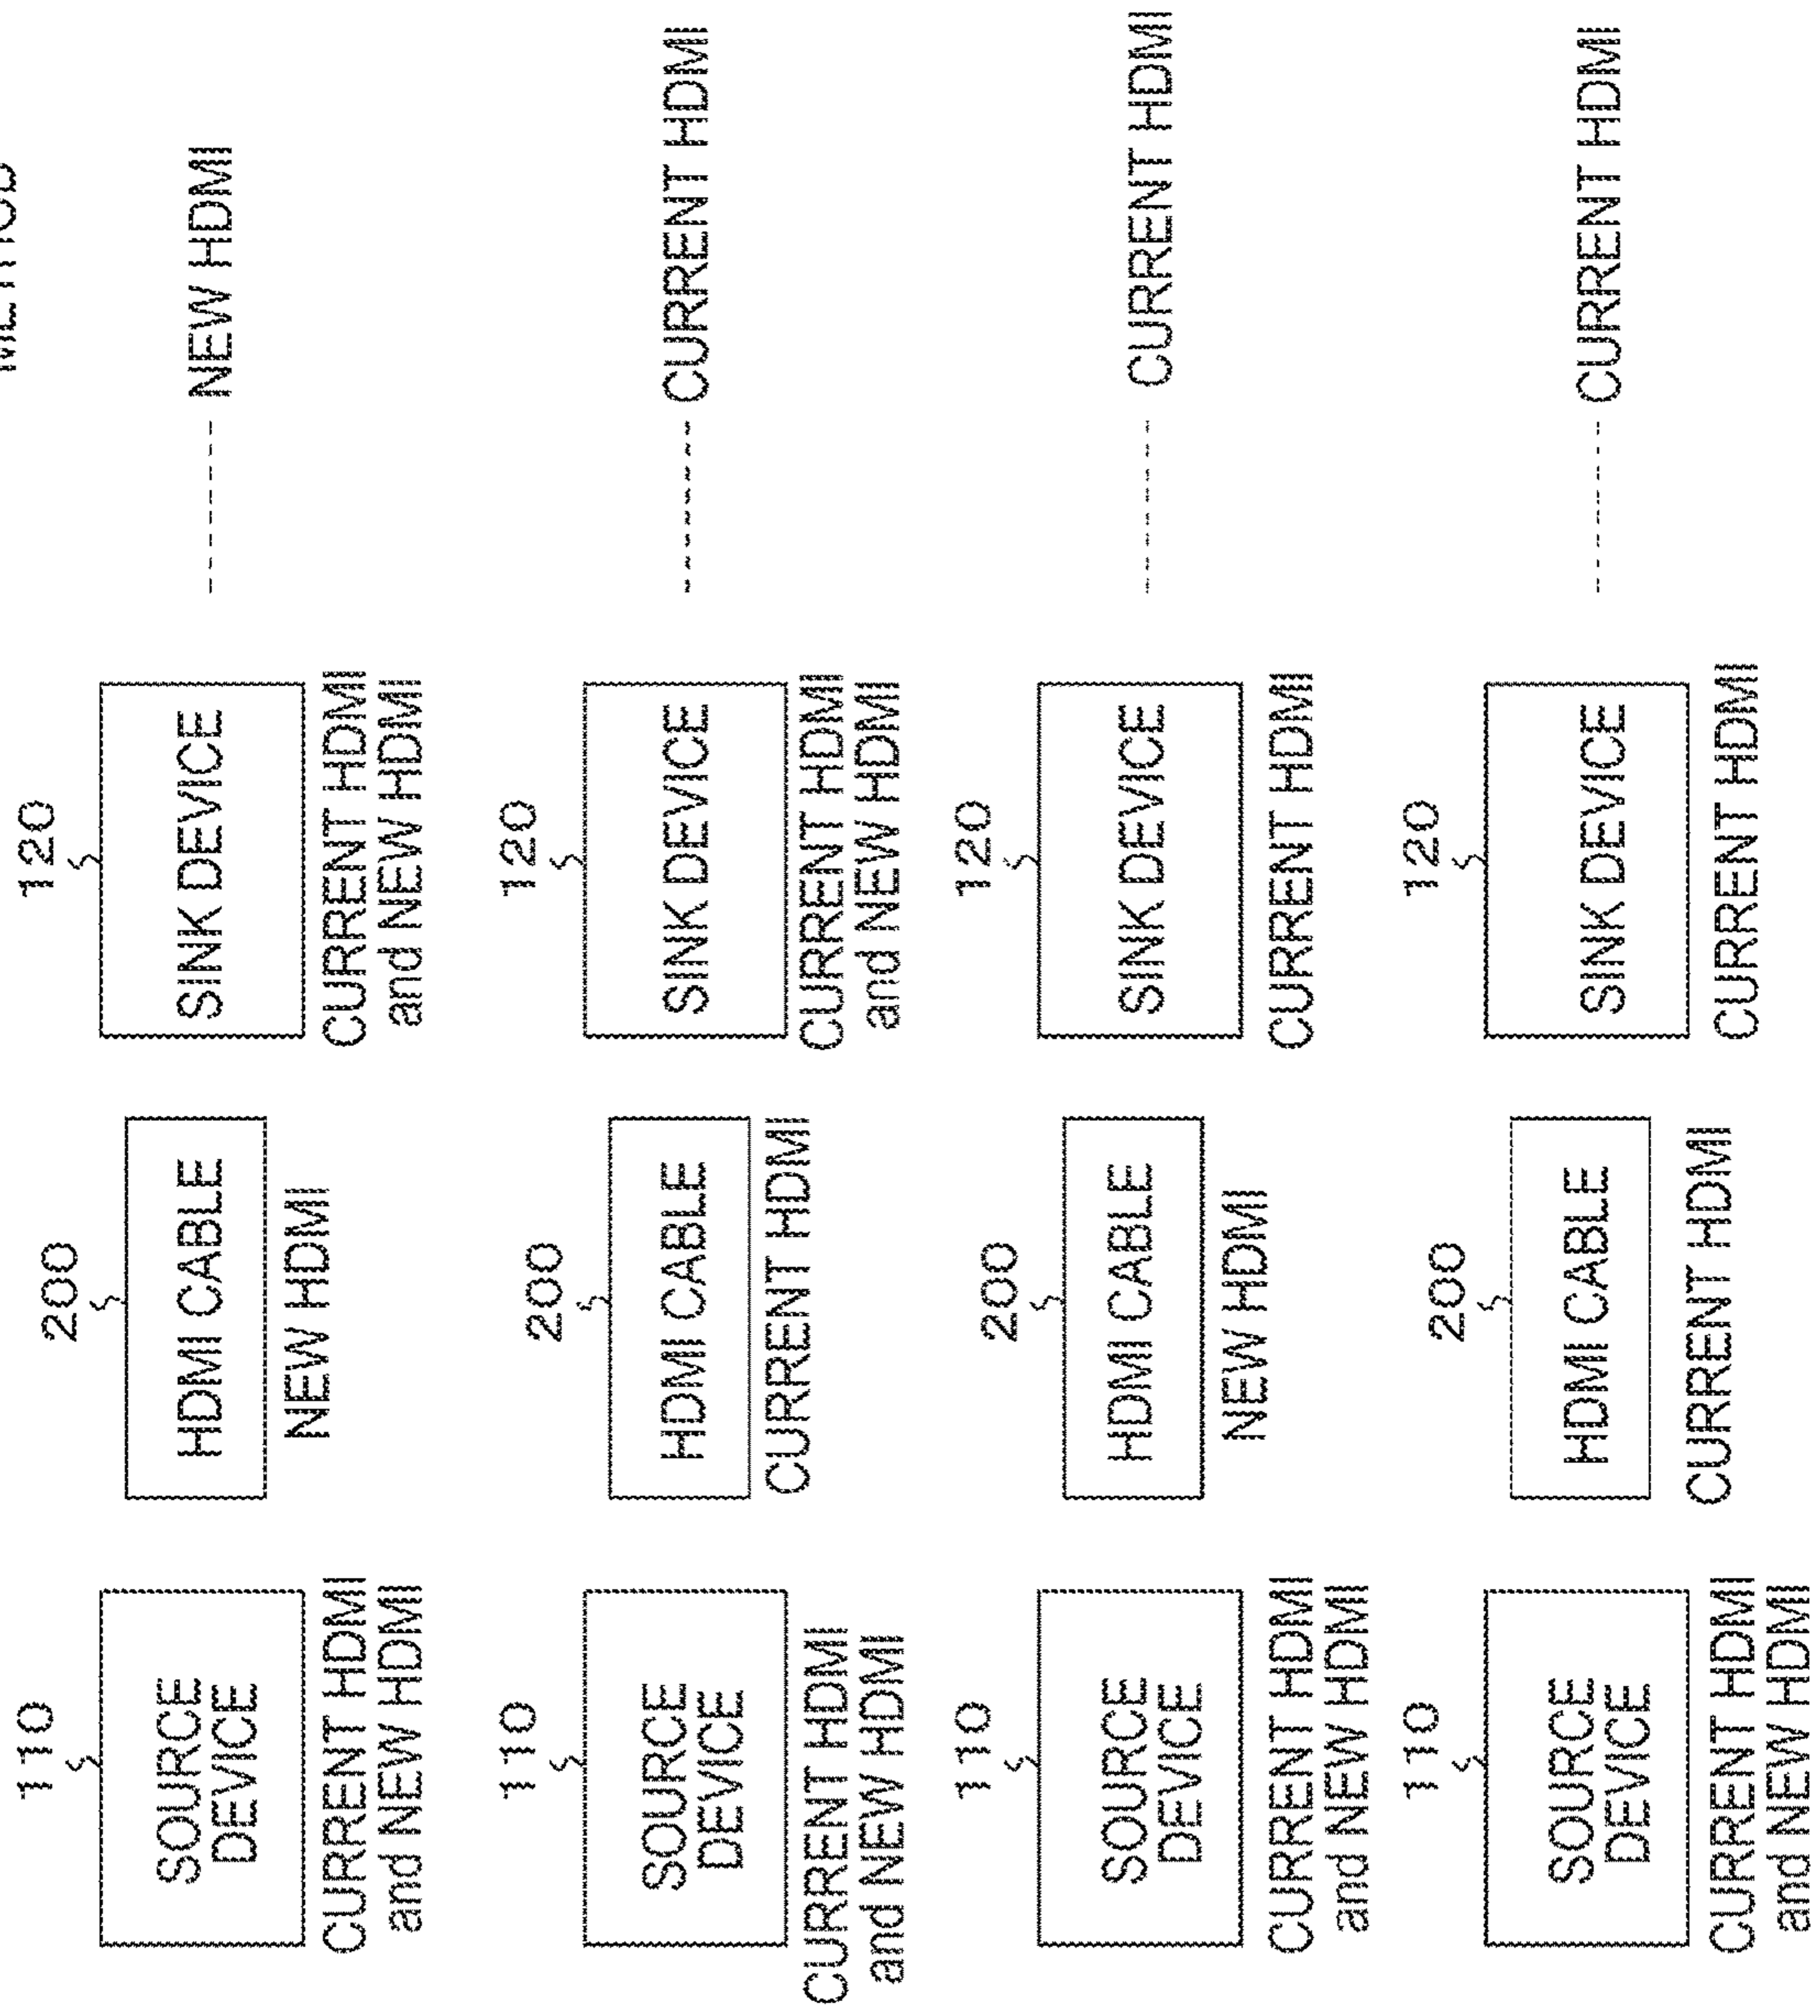 110
200
120
SOURCE
DEVICE
HDMI CABLE
SINK DEVICE
NEW HDMI
CURRENT HDMI
and NEW HDMI
NEW HDMI
CURRENT HDMI
and NEW HDMI
110
200
120
SOURCE
DEVICE
HDMI CABLE
SINK DEVICE
CURRENT HDMI
CURRENT HDMI
and NEW HDMI
CURRENT HDMI
CURRENT HDMI
and NEW HDMI
110
200
120
SOURCE
DEVICE
HDMI CABLE
SINK DEVICE
CURRENT HDMI
CURRENT HDMI
and NEW HDMI
NEW HDMI
CURRENT HDMI
110
200
120
SOURCE
DEVICE
HDMI CABLE
SINK DEVICE
CURRENT HDMI
CURRENT HDMI
and NEW HDMI
CURRENT HDMI
CURRENT HDMI